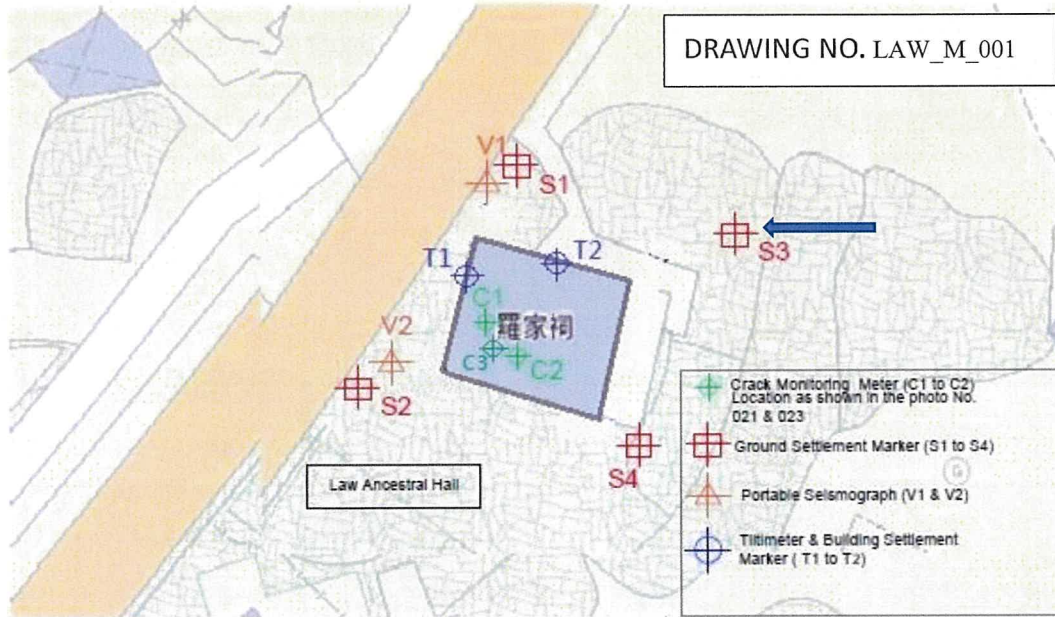 DRAWING NO. LAW_M_001
V1
S1
S3
T1
T2
C1
羅家祠
V2
C3
C2
S2
S4
Law Ancestral Hall
Crack Monitoring Meter (C1 to C2)
Location as shown in the photo No.
021 & 023
Ground Settlement Marker (S1 to S4)
G
Portable Seismograph (V1 & V2)
Tiltimeter & Building Settlement
Marker ( T1 to T2)